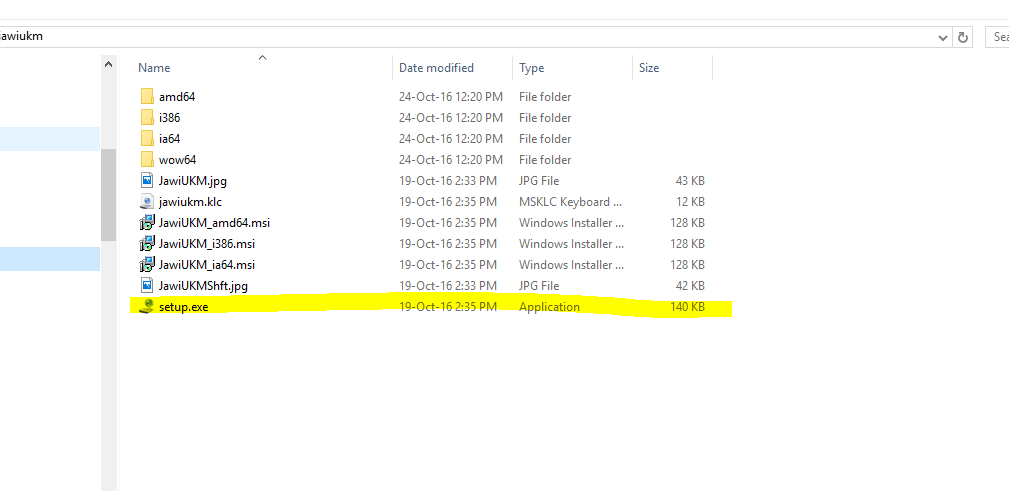 jawiukm
Sea
Name Date modified Type Size
amd64 24-Oct-16 12:20 PM File folder
i386 24-Oct-16 12:20 PM File folder
ia64 24-Oct-16 12:20 PM File folder
wow64 24-Oct-16 12:20 PM File folder
JawiUKM.jpg 19-Oct-16 2:33 PM JPG File 43 KB
jawiukm.klc 19-Oct-16 2:35 PM MSKLC Keyboard ... 12 KB
JawiUKM_amd64.msi 19-Oct-16 2:35 PM Windows Installer ... 128 KB
JawiUKM_i386.msi 19-Oct-16 2:35 PM Windows Installer ... 128 KB
JawiUKM_ia64.msi 19-Oct-16 2:35 PM Windows Installer ... 128 KB
JawiUKMShft.jpg 19-Oct-16 2:33 PM JPG File 42 KB
setup.exe 19-Oct-16 2:35 PM Application 140 KB